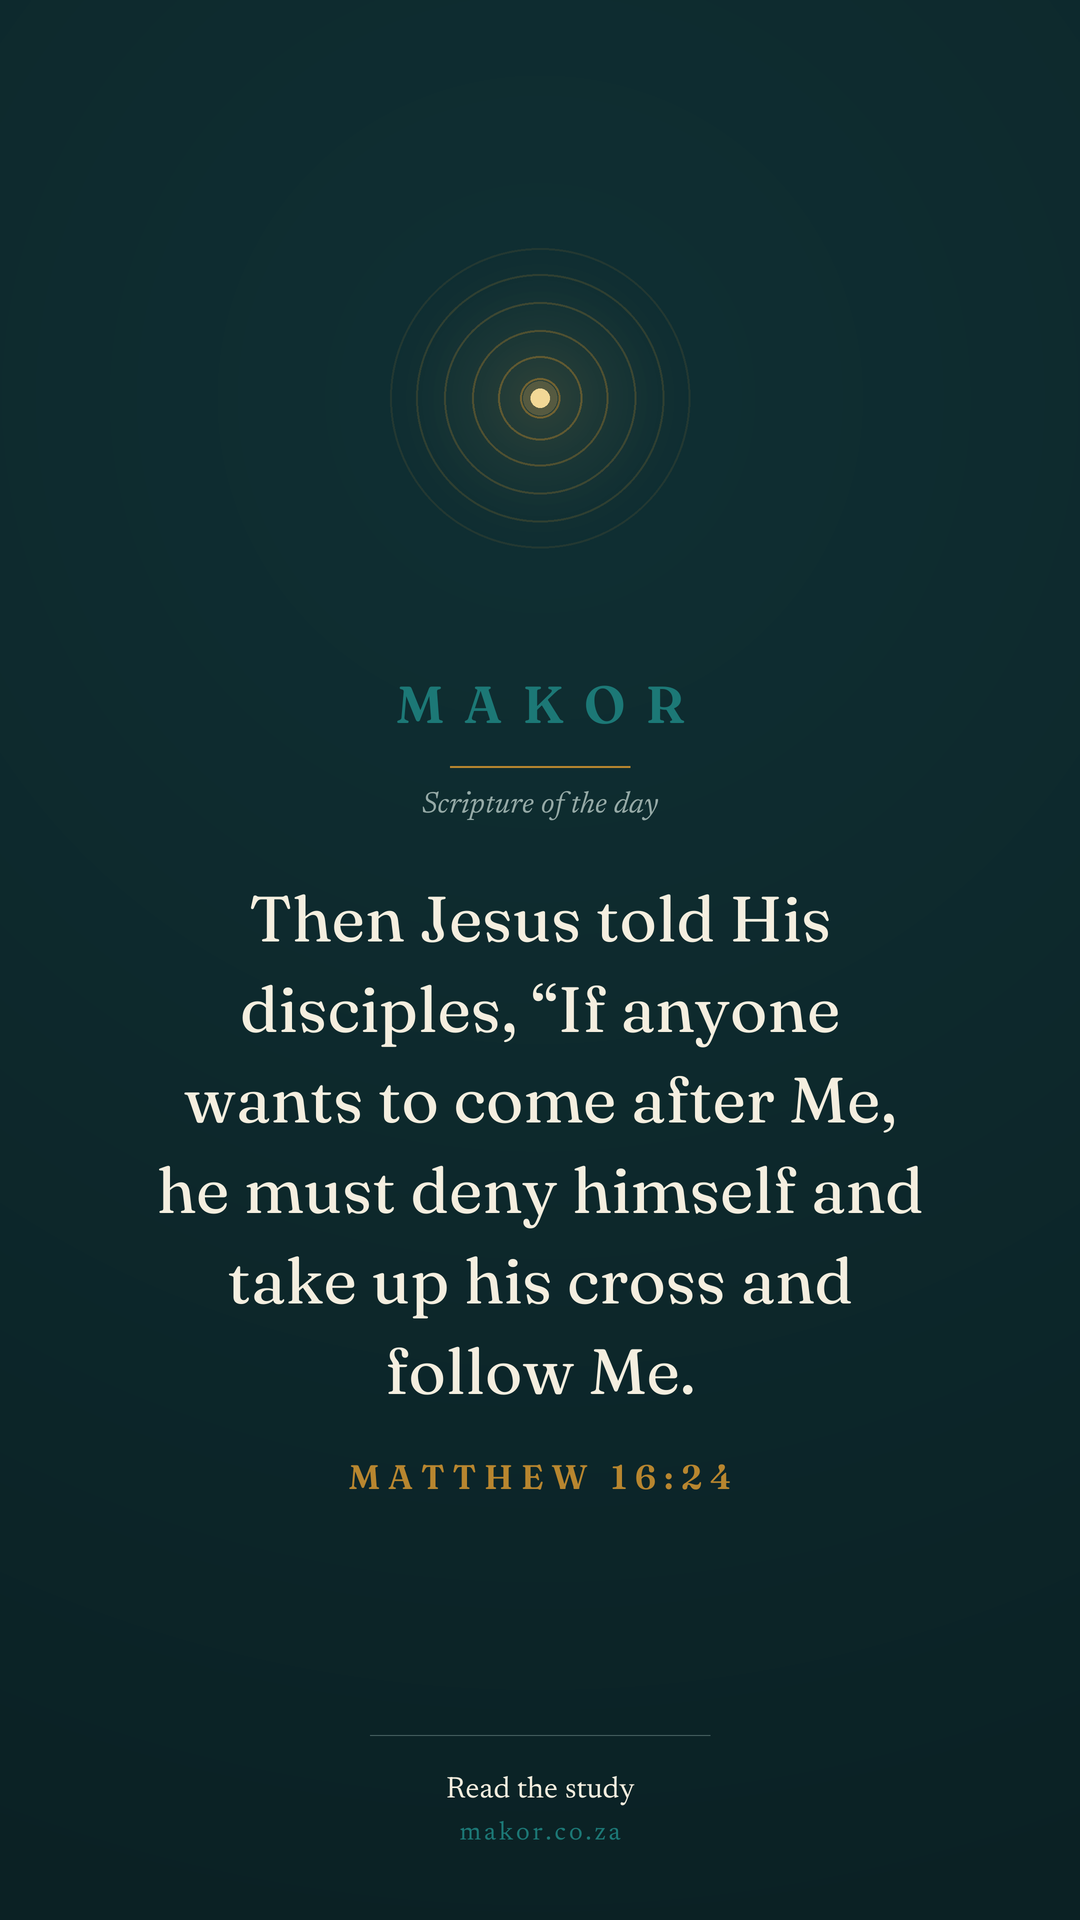 MAKOR
Scripture of the day
Then Jesus told His
disciples, “If anyone
wants to come after Me,
he must deny himself and
take up his cross and
follow Me.
MATTHEW 16:24
Read the study
makor.co.za